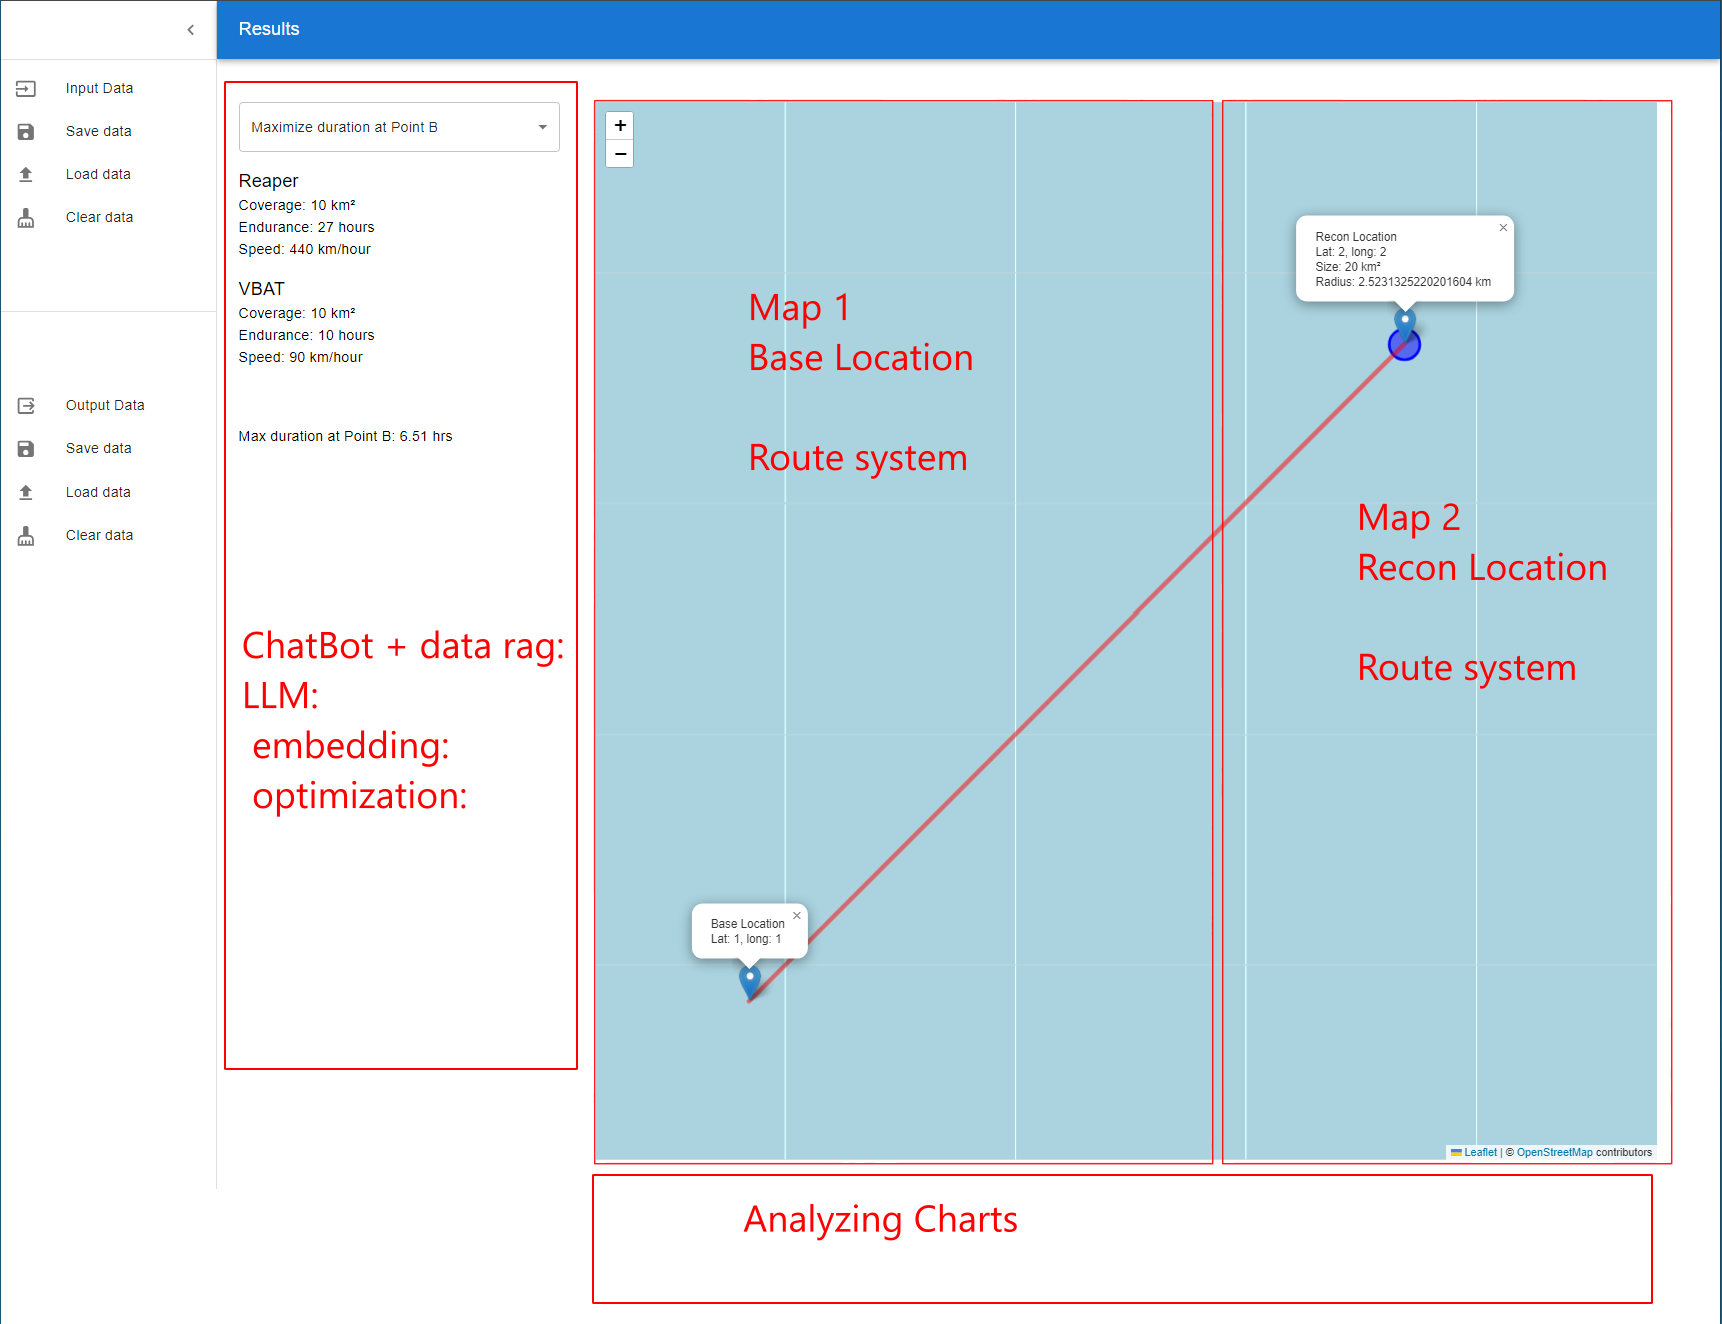 Results
Input Data
Save data
Load data
Clear data
Output Data
Save data
Load data
Clear data
Maximize duration at Point B
Reaper
Coverage: 10 km²
Endurance: 27 hours
Speed: 440 km/hour
VBAT
Coverage: 10 km²
Endurance: 10 hours
Speed: 90 km/hour
Max duration at Point B: 6.51 hrs
ChatBot + data rag:
LLM:
embedding:
optimization:
+
−
Map 1
Base Location
Route system
Base Location
Lat: 1, long: 1
Recon Location
Lat: 2, long: 2
Size: 20 km²
Radius: 2.5231325220201604 km
Map 2
Recon Location
Route system
Leaflet | © OpenStreetMap contributors
Analyzing Charts